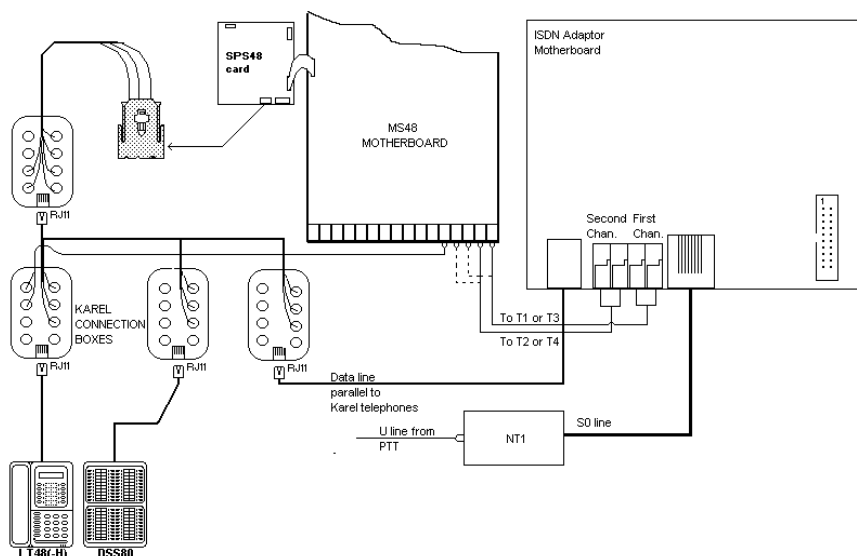 ISDN Adaptor
Motherboard
SPS48
card
MS48
MOTHERBOARD
1
RJ11
Second
Chan.
First
Chan.
KAREL
CONNECTION
BOXES
RJ11
RJ11
RJ11
To T1 or T3
To T2 or T4
Data line
parallel to
Karel telephones
S0 line
U line from
PTT
NT1
LT48(-H)
DSS80